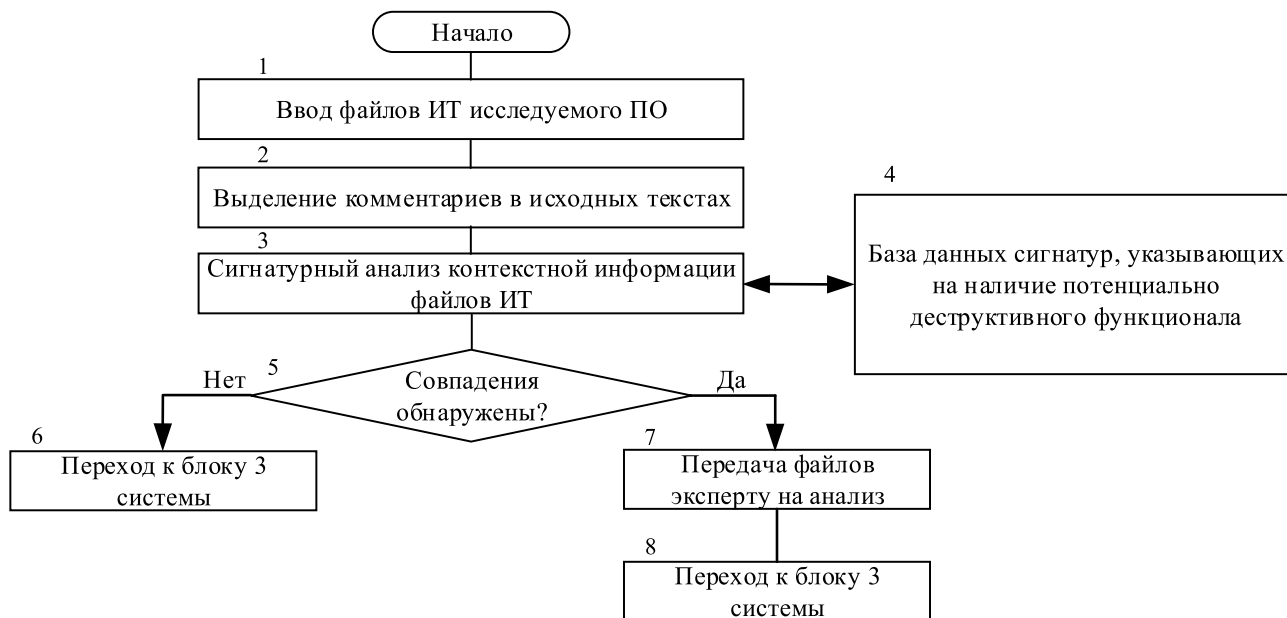 Начало
1
Ввод файлов ИТ исследуемого ПО
2
Выделение комментариев в исходных текстах
3
Сигнатурный анализ контекстной информации
файлов ИТ
4
База данных сигнатур, указывающих
на наличие потенциально
деструктивного функционала
5
Совпадения
обнаружены?
Нет
Да
6
Переход к блоку 3
системы
7
Передача файлов
эксперту на анализ
8
Переход к блоку 3
системы